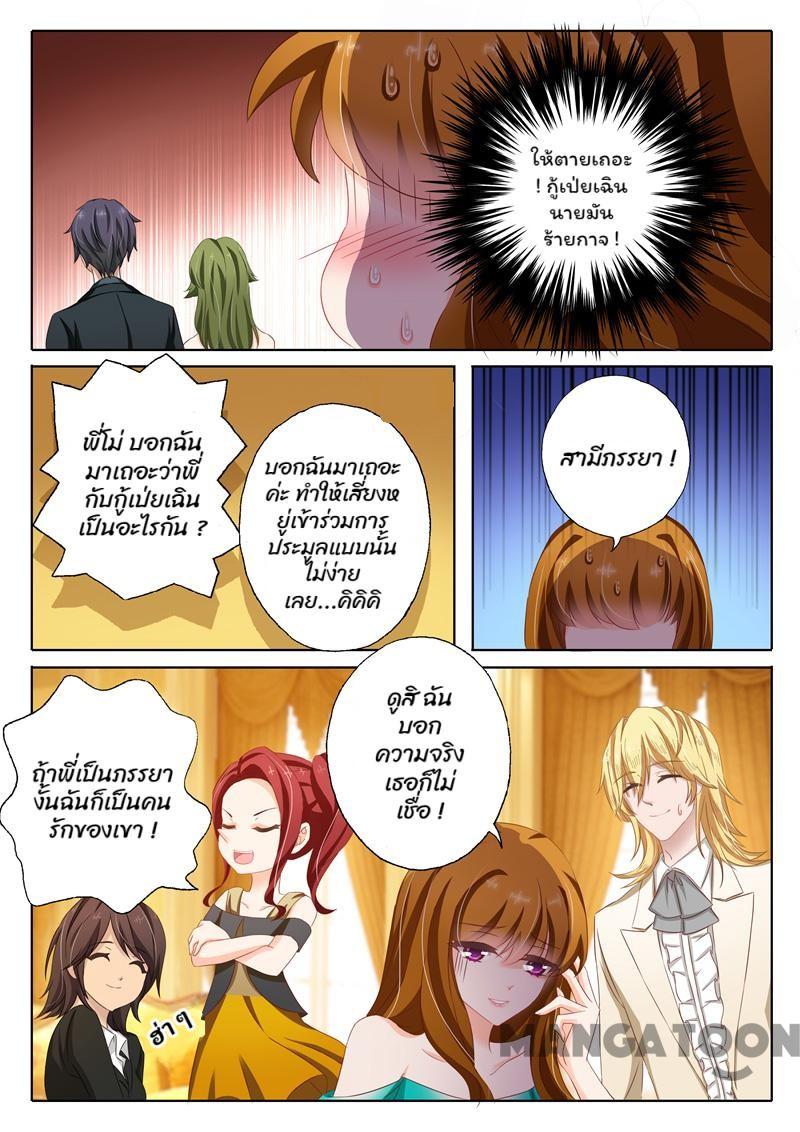 ให้ตายเถอะ
! กู้เป่ยเฉิน
นายมัน
ร้ายกาจ !
พี่โม่ บอกฉัน
มาเถอะว่าพี่
กับกู้เป่ยเฉิน
เป็นอะไรกัน ?
บอกฉันมาเถอะ
ค่ะ ทำให้เสี่ยงห
ยู่เข้าร่วมการ
ประมูลแบบนั้น
ไม่ง่าย
เลย...คิคิคิ
สามีภรรยา !
ดูสิ ฉัน
บอก
ความจริง
เธอก็ไม่
เชื่อ !
ถ้าพี่เป็นภรรยา
งั้นฉันก็เป็นคน
รักของเขา !
ฮ่าๆ
MANGATOON